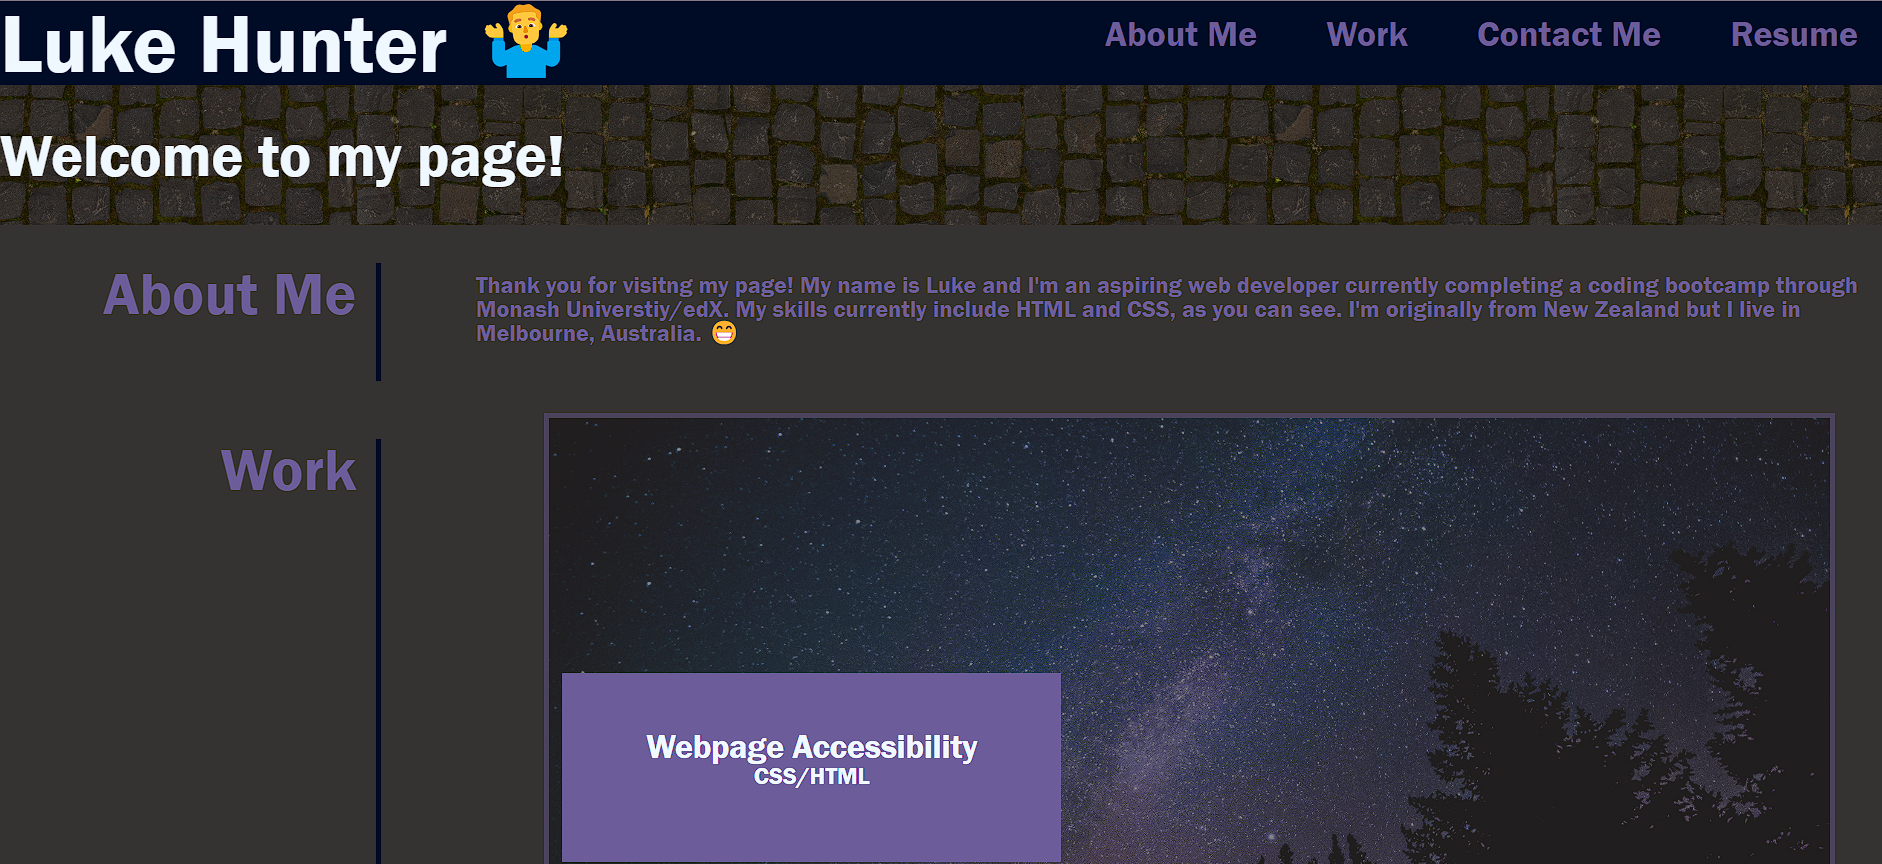 Luke Hunter 🤷‍♂️
About Me
Work
Contact Me
Resume
Welcome to my page!
About Me
Thank you for visitng my page! My name is Luke and I'm an aspiring web developer currently completing a coding bootcamp through
Monash Universtiy/edX. My skills currently include HTML and CSS, as you can see. I'm originally from New Zealand but I live in
Melbourne, Australia. 😁
Work
Webpage Accessibility
CSS/HTML